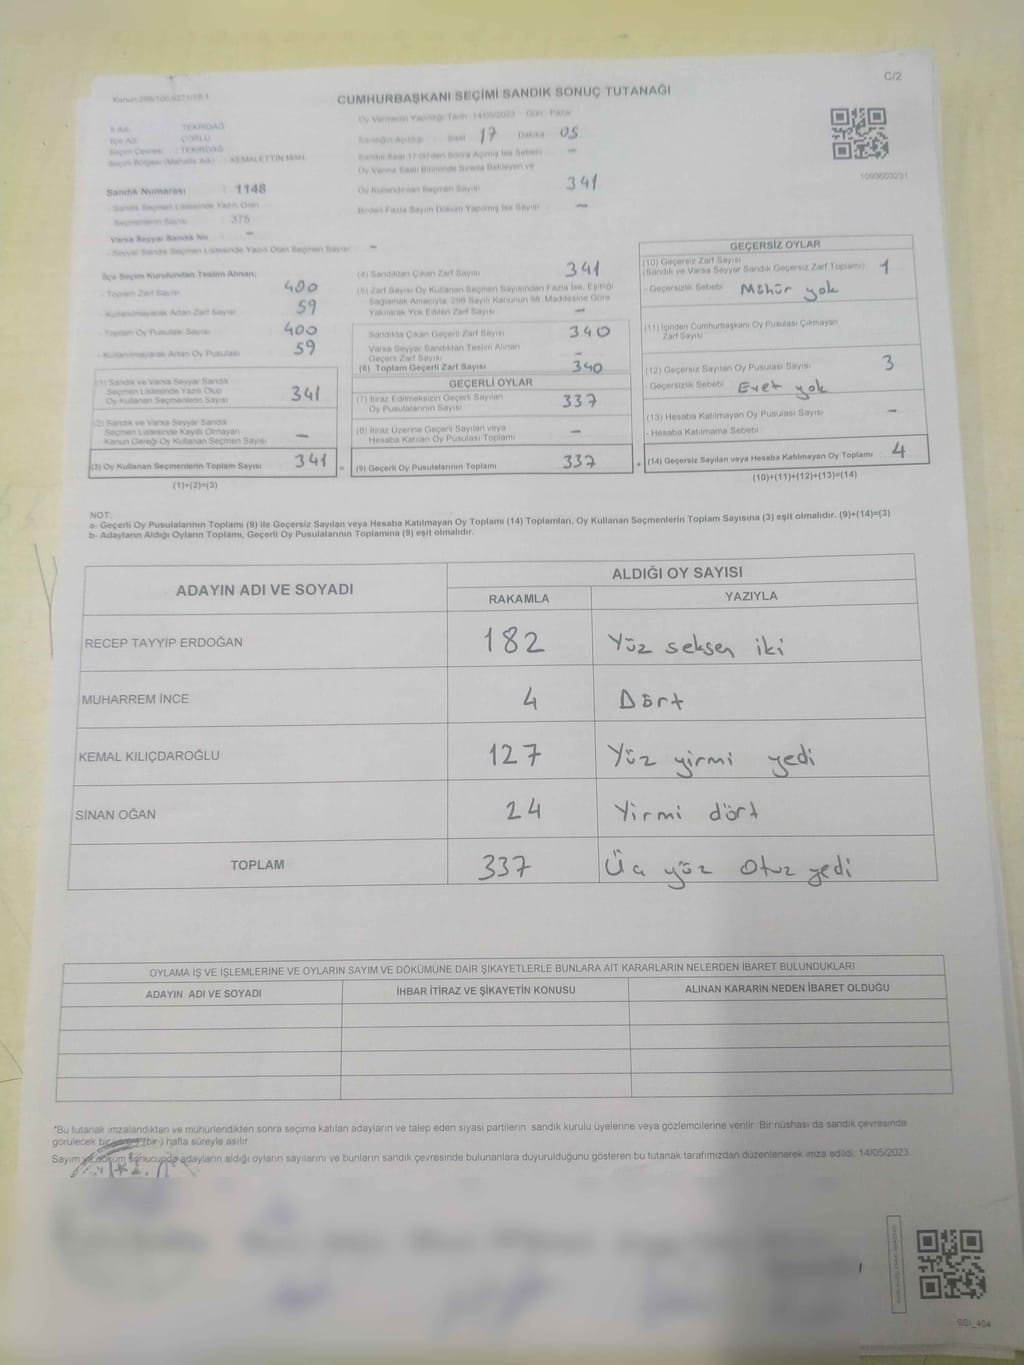 C/2
Kanun:298/100,6271/18-1
CUMHURBAŞKANI SEÇİMİ SANDIK SONUÇ TUTANAĞI
İl Adı: TEKİRDAĞ
İlçe Adı: ÇORLU
Seçim Çevresi: TEKİRDAĞ
Seçim Bölgesi (Mahalle Adı): KEMALETTİN MAH.
Sandık Numarası : 1148
- Sandık Seçmen Listesinde Yazılı Olan
Seçmenlerin Sayısı : 375
Varsa Seyyar Sandık No : -
- Seyyar Sandık Seçmen Listesinde Yazılı Olan Seçmen Sayısı: -
Oy Vermenin Yapıldığı Tarih: 14/05/2023 Gün: Pazar
Sandığın Açıldığı : Saat 17 Dakika 05
Sandık Saat 17.00'den Sonra Açılmış İse Sebebi -
Oy Verme Saati Bitiminde Sırada Bekleyen ve
Oy Kullandırılan Seçmen Sayısı 341
Birden Fazla Sayım Döküm Yapılmış İse Sayısı -
1093603231
İlçe Seçim Kurulundan Teslim Alınan;
- Toplam Zarf Sayısı 400
- Kullanılmayarak Artan Zarf Sayısı 59
- Toplam Oy Pusulası Sayısı 400
- Kullanılmayarak Artan Oy Pusulası 59
(1) Sandık ve Varsa Seyyar Sandık
Seçmen Listesinde Yazılı Olup
Oy Kullanan Seçmenlerin Sayısı 341
(2) Sandık ve Varsa Seyyar Sandık
Seçmen Listesinde Kayıtlı Olmayan
Kanun Gereği Oy Kullanan Seçmen Sayısı -
(3) Oy Kullanan Seçmenlerin Toplam Sayısı 341 =
(1)+(2)=(3)
(4) Sandıktan Çıkan Zarf Sayısı 341
(5) Zarf Sayısı Oy Kullanan Seçmen Sayısından Fazla İse, Eşitliği
Sağlamak Amacıyla; 298 Sayılı Kanunun 98. Maddesine Göre
Yakılarak Yok Edilen Zarf Sayısı -
Sandıkta Çıkan Geçerli Zarf Sayısı 340
Varsa Seyyar Sandıktan Teslim Alınan
Geçerli Zarf Sayısı -
(6) Toplam Geçerli Zarf Sayısı 340
GEÇERLİ OYLAR
(7) İtiraz Edilmeksizin Geçerli Sayılan
Oy Pusulalarının Sayısı 337
(8) İtiraz Üzerine Geçerli Sayılan veya
Hesaba Katılan Oy Pusulası Toplamı -
(9) Geçerli Oy Pusulalarının Toplamı 337 +
GEÇERSİZ OYLAR
(10) Geçersiz Zarf Sayısı
(Sandık ve Varsa Seyyar Sandık Geçersiz Zarf Toplamı) 1
- Geçersizlik Sebebi Mühür yok
(11) İçinden Cumhurbaşkanı Oy Pusulası Çıkmayan
Zarf Sayısı
(12) Geçersiz Sayılan Oy Pusulası Sayısı 3
- Geçersizlik Sebebi Evet yok
(13) Hesaba Katılmayan Oy Pusulası Sayısı -
- Hesaba Katılmama Sebebi
(14) Geçersiz Sayılan veya Hesaba Katılmayan Oy Toplamı 4
(10)+(11)+(12)+(13)=(14)
NOT:
a- Geçerli Oy Pusulalarının Toplamı (9) ile Geçersiz Sayılan veya Hesaba Katılmayan Oy Toplamı (14) Toplamları, Oy Kullanan Seçmenlerin Toplam Sayısına (3) eşit olmalıdır. (9)+(14)=(3)
b- Adayların Aldığı Oyların Toplamı, Geçerli Oy Pusulalarının Toplamına (9) eşit olmalıdır.
ADAYIN ADI VE SOYADI
ALDIĞI OY SAYISI
RAKAMLA YAZIYLA
RECEP TAYYİP ERDOĞAN 182 Yüz seksen iki
MUHARREM İNCE 4 Dört
KEMAL KILIÇDAROĞLU 127 Yüz yirmi yedi
SİNAN OĞAN 24 Yirmi dört
TOPLAM 337 Üç yüz Otuz yedi
OYLAMA İŞ VE İŞLEMLERİNE VE OYLARIN SAYIM VE DÖKÜMÜNE DAİR ŞİKAYETLERLE BUNLARA AİT KARARLARIN NELERDEN İBARET BULUNDUKLARI
ADAYIN ADI VE SOYADI İHBAR İTİRAZ VE ŞİKAYETİN KONUSU ALINAN KARARIN NEDEN İBARET OLDUĞU
*Bu tutanak imzalandıktan ve mühürlendikten sonra seçime katılan adayların ve talep eden siyasi partilerin sandık kurulu üyelerine veya gözlemcilerine verilir. Bir nüshası da sandık çevresinde
görülecek bir yere 1 (bir) hafta süreyle asılır.
Sayım ve döküm sonucunda adayların aldığı oyların sayılarını ve bunların sandık çevresinde bulunanlara duyurulduğunu gösteren bu tutanak tarafımızdan düzenlenerek imza edildi. 14/05/2023
SSI_404